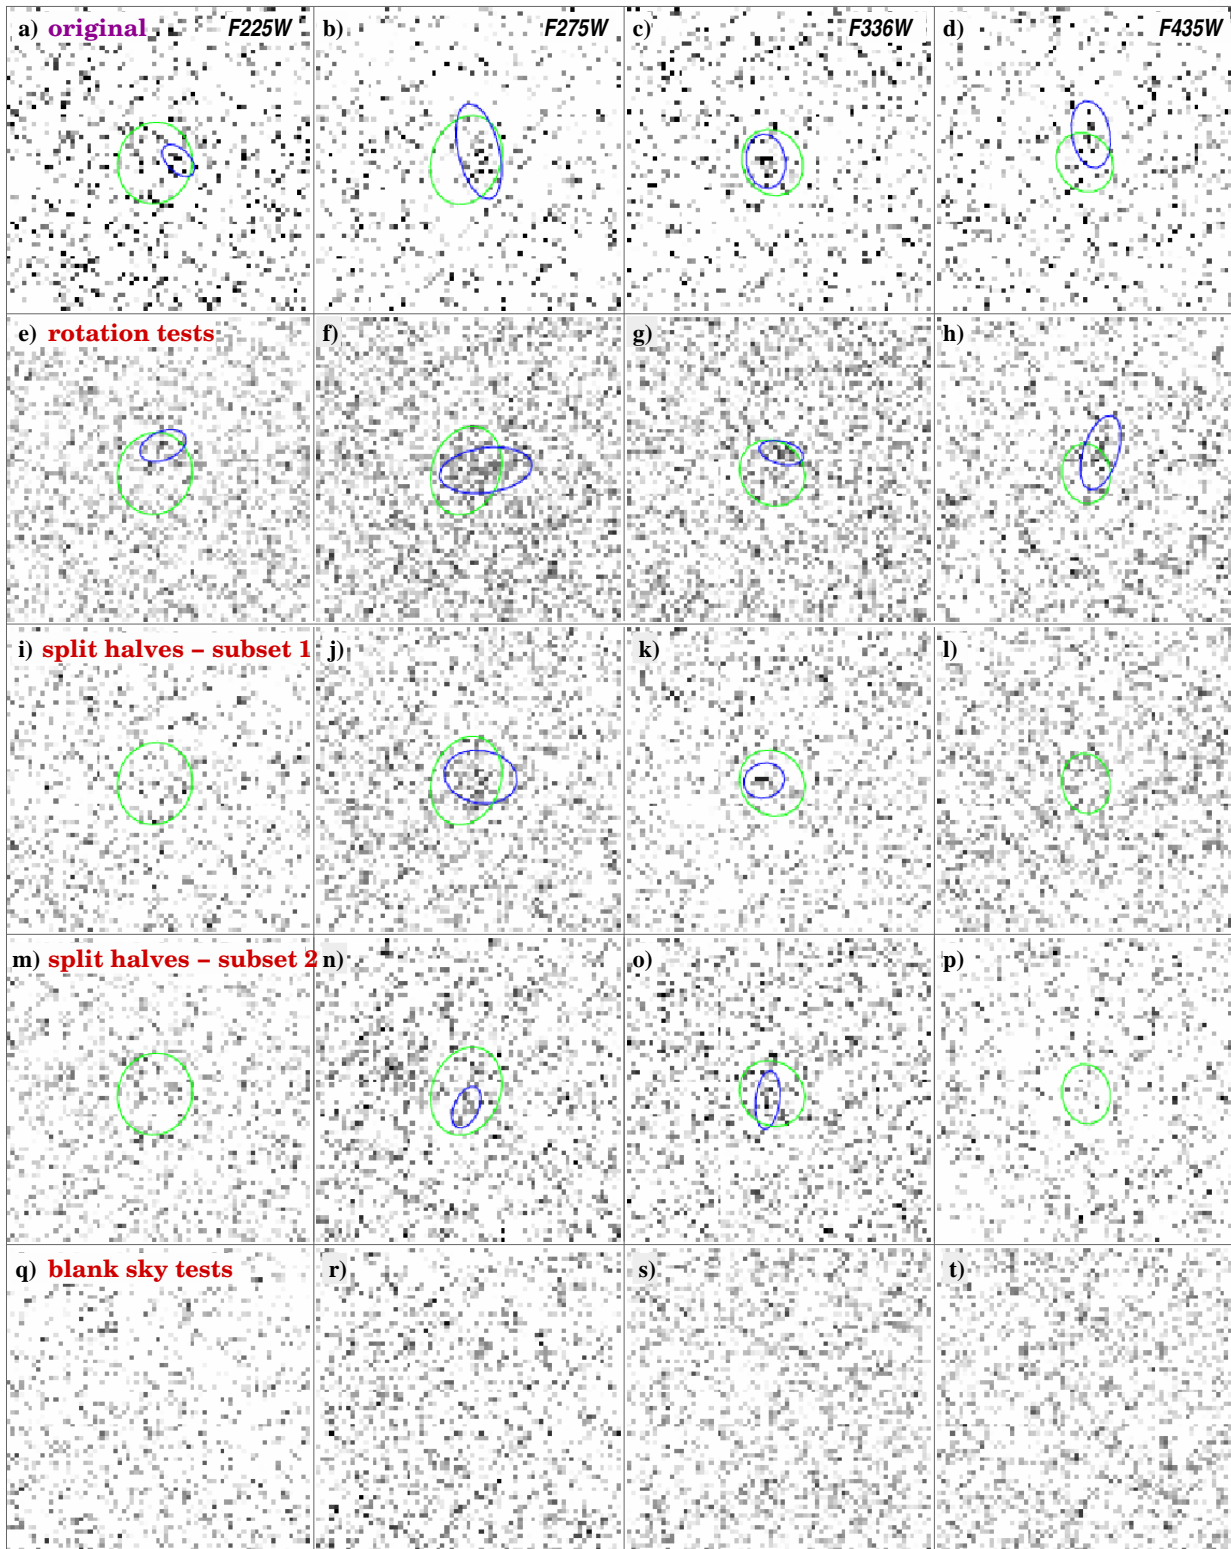 a) original F225W b) F275W c) F336W d) F435W
e) rotation tests f) g) h)
i) split halves – subset 1 j) k) l)
m) split halves – subset 2 n) o) p)
q) blank sky tests r) s) t)